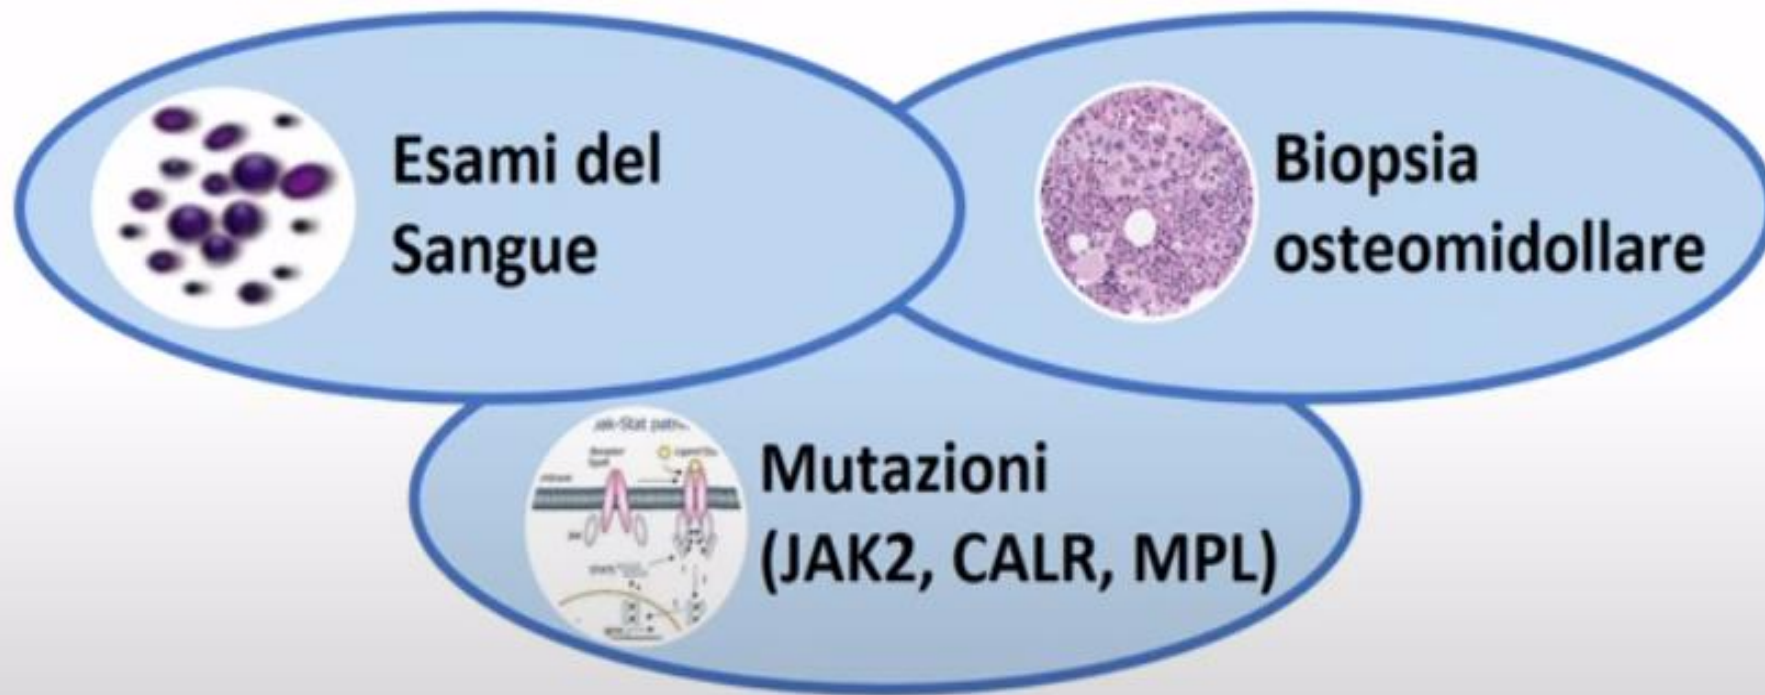 Esami del
Sangue
Biopsia
osteomidollare
Mutazioni
(JAK2, CALR, MPL)